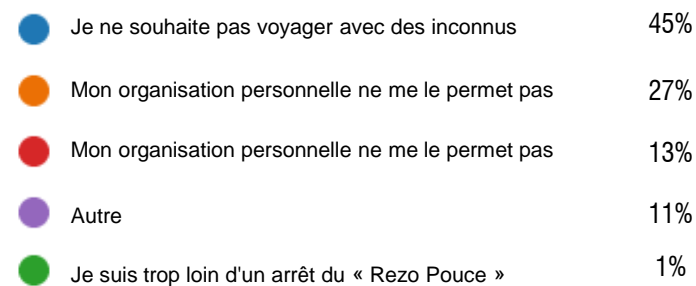 Je ne souhaite pas voyager avec des inconnus 45%
Mon organisation personnelle ne me le permet pas 27%
Mon organisation personnelle ne me le permet pas 13%
Autre 11%
Je suis trop loin d'un arrêt du « Rezo Pouce » 1%